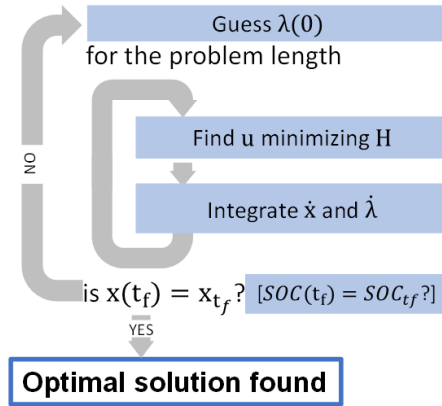 Guess λ(0)
for the problem length
Find u minimizing H
Integrate ẋ and λ̇
NO
is x(t_f) = x_{t_f}? [SOC(t_f) = SOC_{tf}?]
YES
Optimal solution found